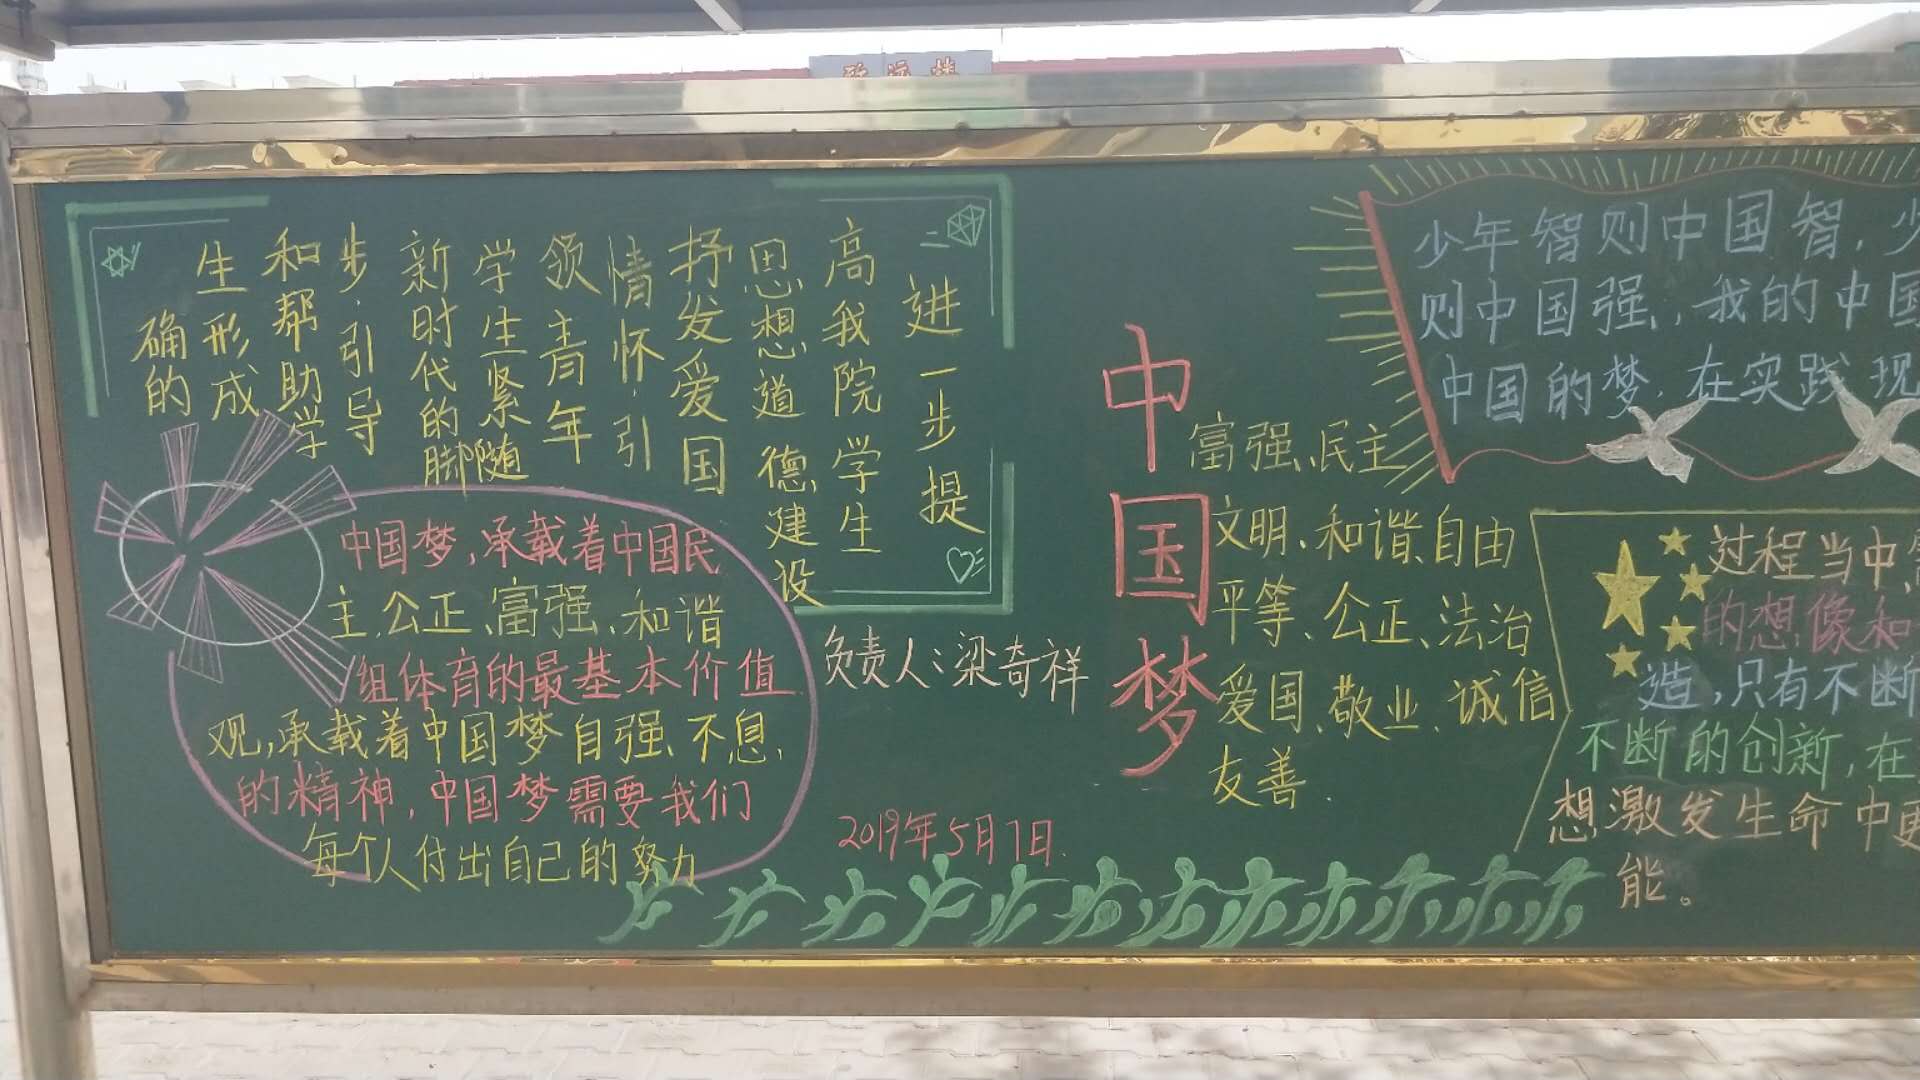 进一步提
高我院学生
思想道德建设
抒发爱国
情怀，引
领青年
学生紧随
新时代的脚
步，引导
和帮助学
生形成
确的
中国梦，承载着中国民
主、公正、富强、和谐
组体育的最基本价值
观，承载着中国梦自强、不息，
的精神，中国梦需要我们
每个人付出自己的努力
负责人：梁奇祥
2019年5月7日.
中国梦
富强、民主
文明、和谐、自由
平等、公正、法治
爱国、敬业、诚信
友善.
少年智则中国智，少
则中国强，我的中国
中国的梦，在实践现
过程当中，
的想像和
造，只有不断
不断的创新，在
想激发生命中更
能。